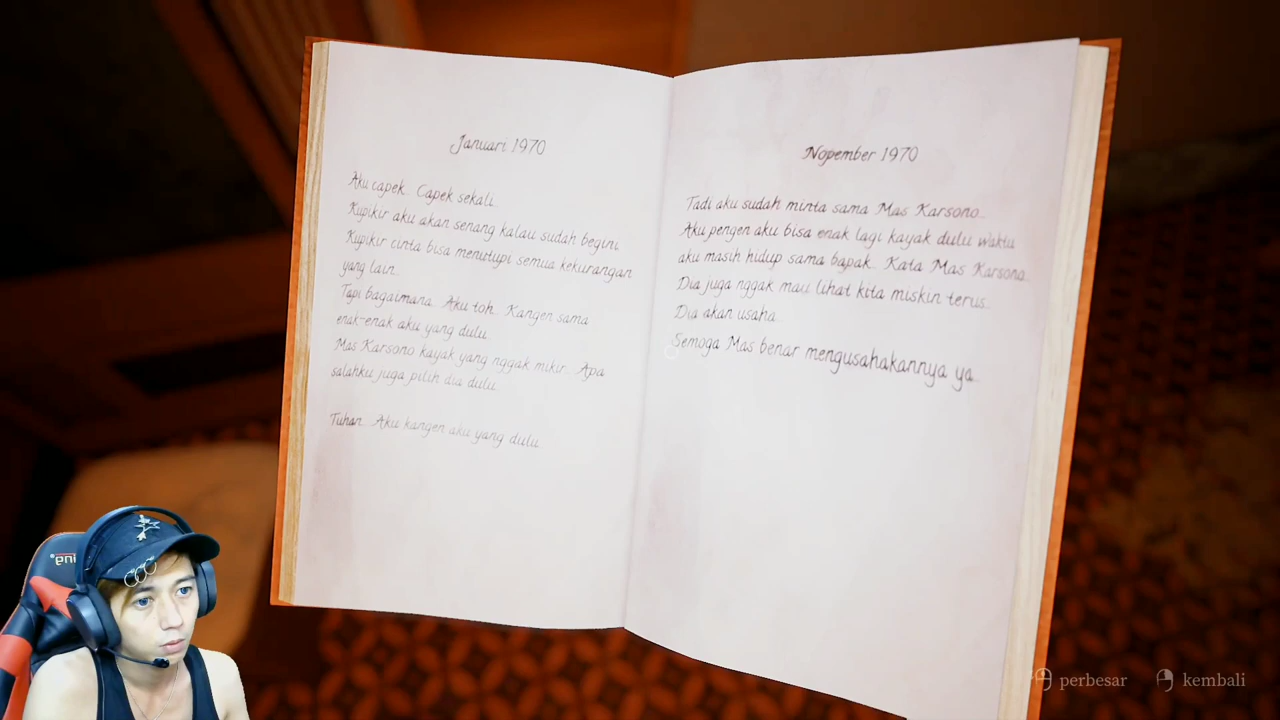 Januari 1970
Aku capek... Capek sekali.
Kupikir aku akan senang kalau sudah begini.
Kupikir cinta bisa menutupi semua kekurangan
yang lain...
Tapi bagaimana... Aku toh... Kangen sama
enak-enak aku yang dulu...
Mas Karsono kayak yang nggak mikir... Apa
salahku juga pilih dia dulu...
Tuhan... Aku kangen aku yang dulu...
Nopember 1970
Tadi aku sudah minta sama Mas Karsono...
Aku pengen aku bisa enak lagi kayak dulu waktu
aku masih hidup sama bapak... Kata Mas Karsono...
Dia juga nggak mau lihat kita miskin terus...
Dia akan usaha...
Semoga Mas benar mengusahakannya ya...
perbesar
kembali